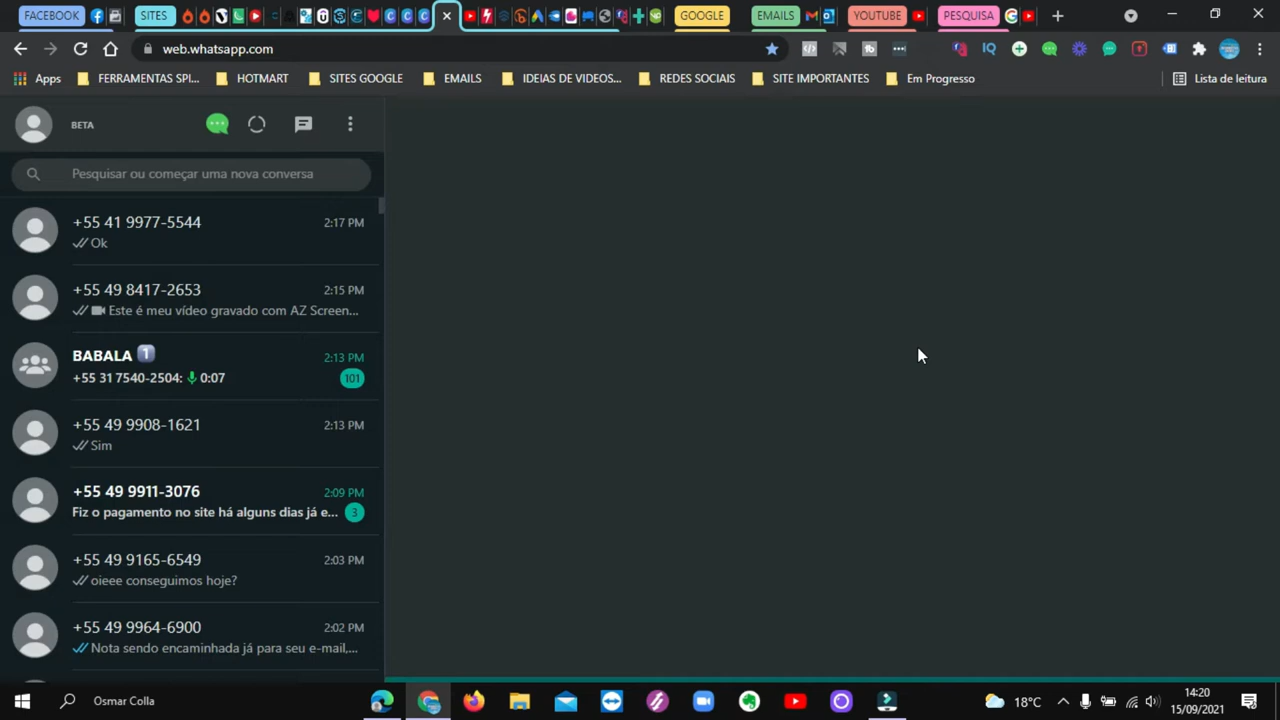 FACEBOOK SITES GOOGLE EMAILS YOUTUBE PESQUISA
web.whatsapp.com
Apps FERRAMENTAS SPI... HOTMART SITES GOOGLE EMAILS IDEIAS DE VIDEOS... REDES SOCIAIS SITE IMPORTANTES Em Progresso Lista de leitura
BETA
Pesquisar ou começar uma nova conversa
+55 41 9977-5544 2:17 PM
Ok
+55 49 8417-2653 2:15 PM
Este é meu vídeo gravado com AZ Screen...
BABALA 1 2:13 PM
+55 31 7540-2504: 0:07 101
+55 49 9908-1621 2:13 PM
Sim
+55 49 9911-3076 2:09 PM
Fiz o pagamento no site há alguns dias já e... 3
+55 49 9165-6549 2:03 PM
oieee conseguimos hoje?
+55 49 9964-6900 2:02 PM
Nota sendo encaminhada já para seu e-mail,...
Osmar Colla 18°C 14:20
15/09/2021